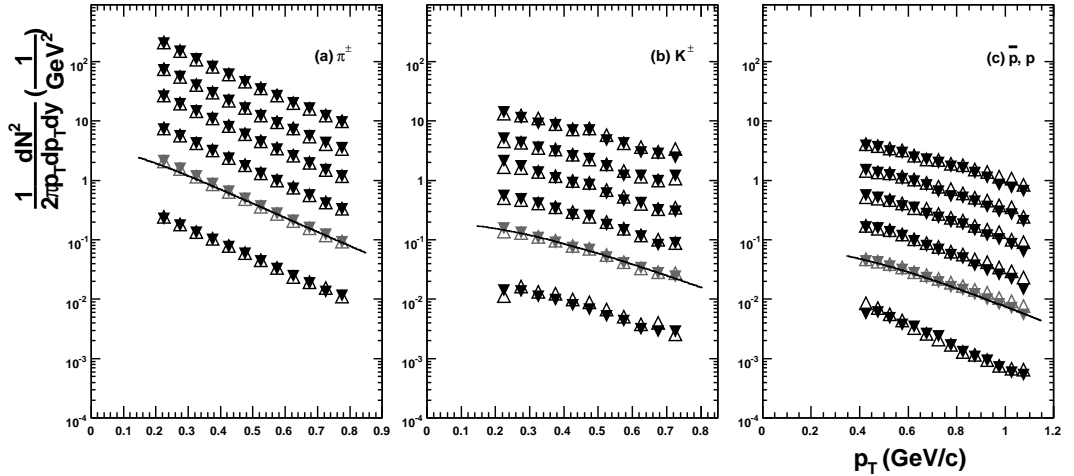 1/2πp_T dN²/dp_T dy (1/GeV²)
10²
10
1
10⁻¹
10⁻²
10⁻³
10⁻⁴
(a) π±
(b) K±
(c) p̄, p
0 0.1 0.2 0.3 0.4 0.5 0.6 0.7 0.8
0 0.1 0.2 0.3 0.4 0.5 0.6 0.7 0.8 0.9
0 0.2 0.4 0.6 0.8 1 1.2
p_T (GeV/c)